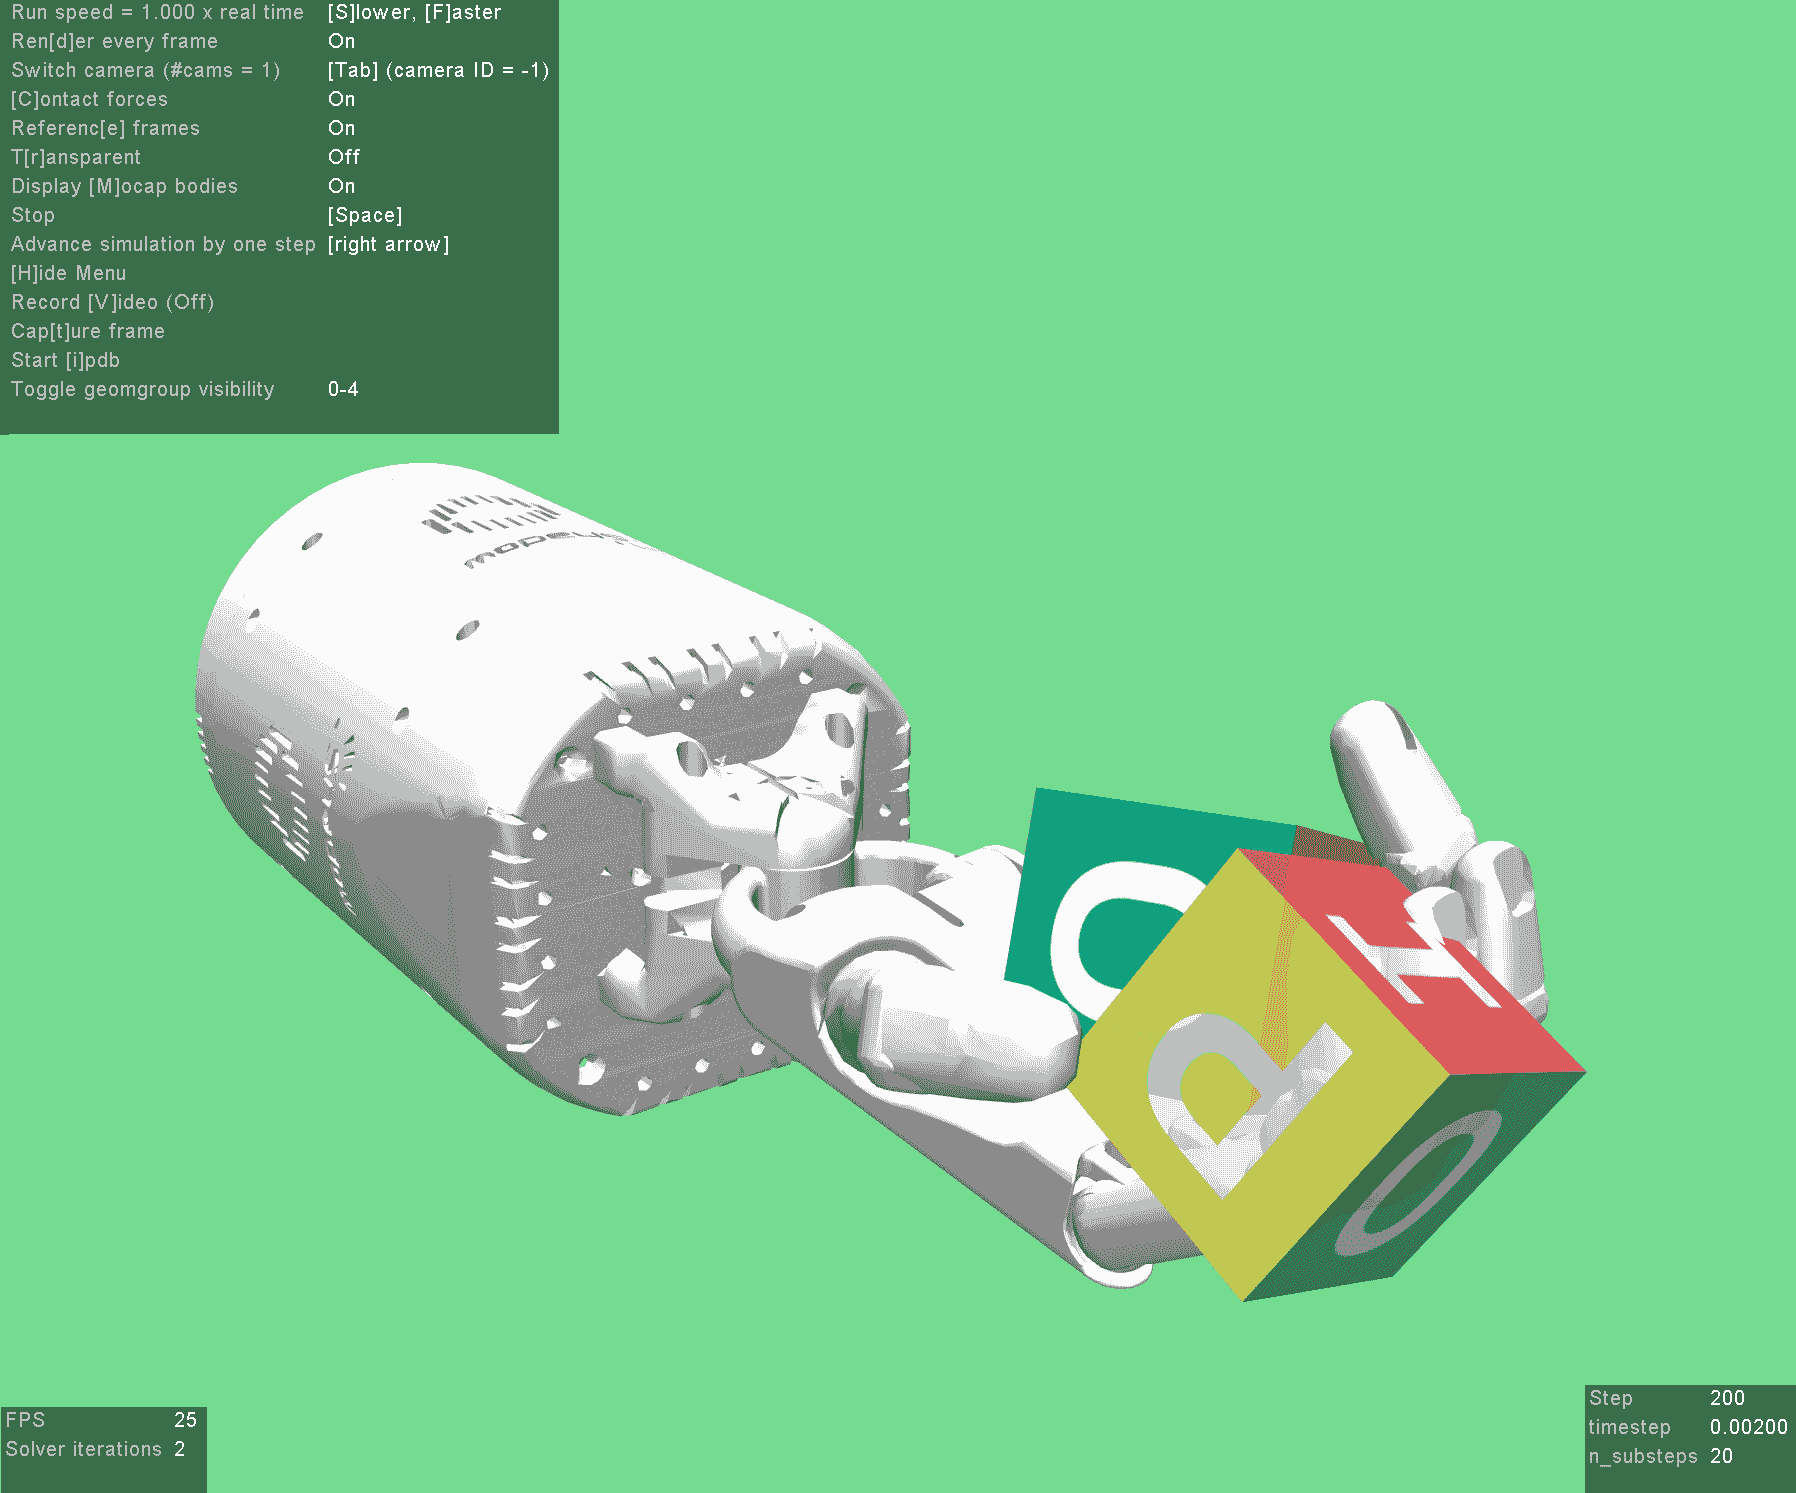 Run speed = 1.000 x real time [S]lower, [F]aster
Ren[d]er every frame On
Switch camera (#cams = 1) [Tab] (camera ID = -1)
[C]ontact forces On
Referenc[e] frames On
T[r]ansparent Off
Display [M]ocap bodies On
Stop [Space]
Advance simulation by one step [right arrow]
[H]ide Menu
Record [V]ideo (Off)
Cap[t]ure frame
Start [i]pdb
Toggle geomgroup visibility 0-4
P
O
FPS 25
Solver iterations 2
Step 200
timestep 0.00200
n_substeps 20